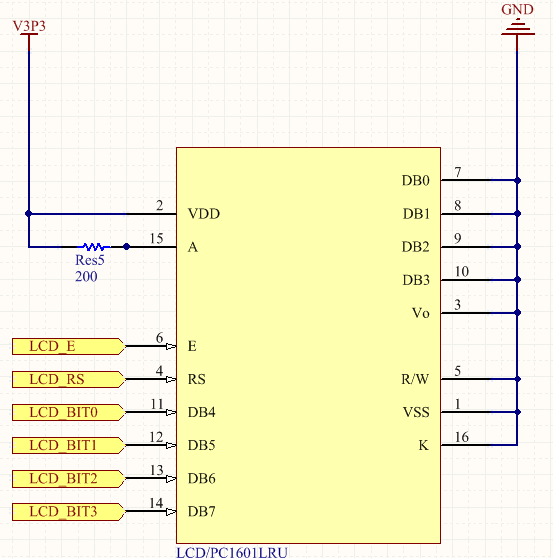 V3P3
GND
DB0 7
2 VDD DB1 8
15 A DB2 9
Res5
200
DB3 10
Vo 3
LCD_E 6 E
LCD_RS 4 RS R/W 5
LCD_BIT0 11 DB4 VSS 1
LCD_BIT1 12 DB5 K 16
LCD_BIT2 13 DB6
LCD_BIT3 14 DB7
LCD/PC1601LRU